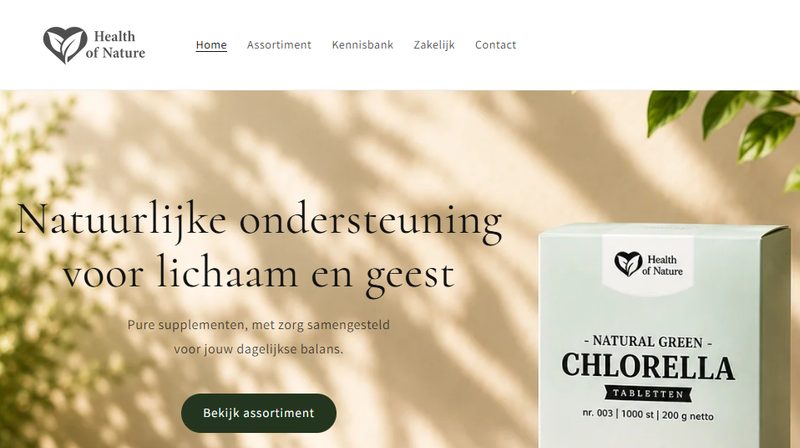 Health
of Nature
Home Assortiment Kennisbank Zakelijk Contact
Natuurlijke ondersteuning
voor lichaam en geest
Pure supplementen, met zorg samengesteld
voor jouw dagelijkse balans.
Bekijk assortiment
Health
of Nature
- NATURAL GREEN -
CHLORELLA
TABLETTEN
nr. 003 | 1000 st | 200 g netto